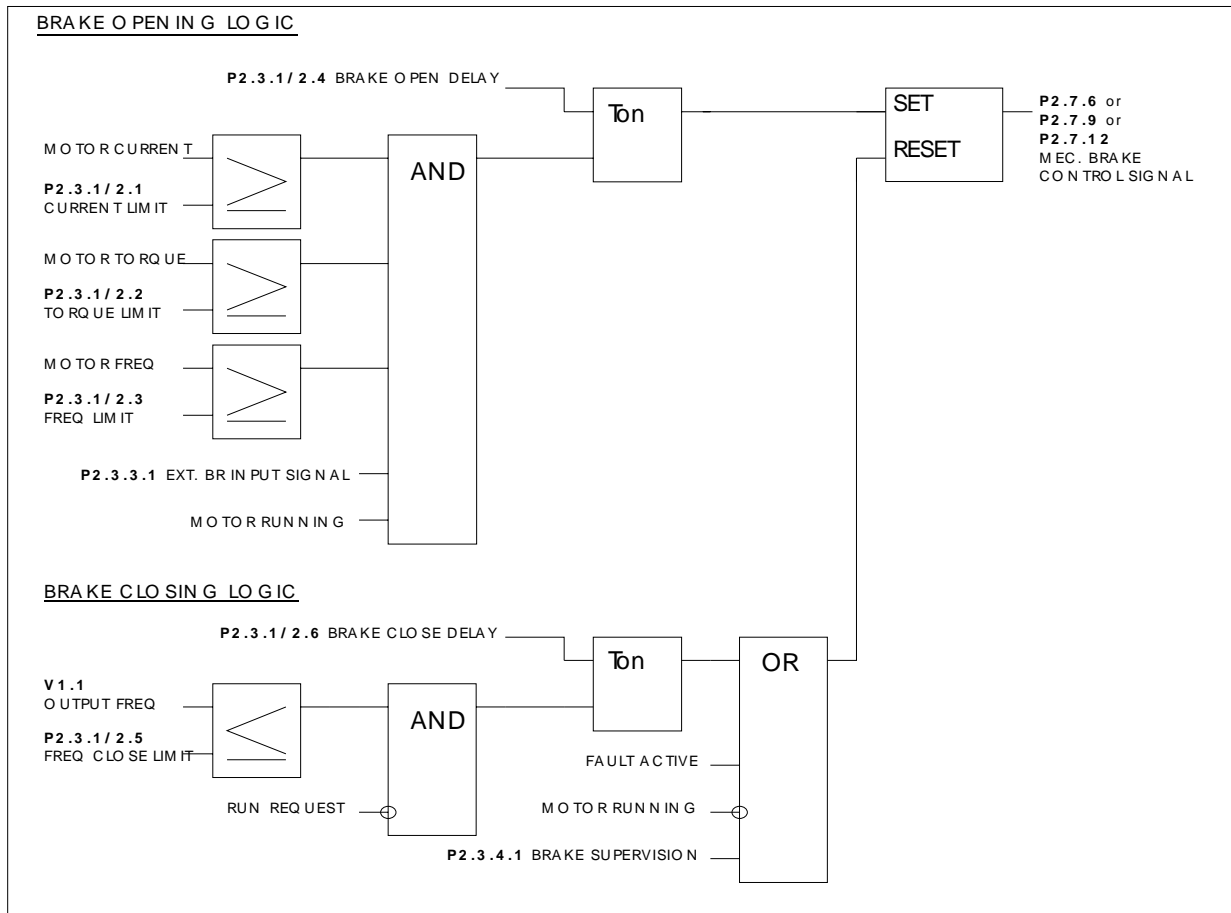 BRAKE OPENING LOGIC
P2.3.1/2.4 BRAKE OPEN DELAY
Ton
SET
RESET
P2.7.6 or
P2.7.9 or
P2.7.12
MEC. BRAKE
CONTROL SIGNAL
MOTOR CURRENT
P2.3.1/2.1
CURRENT LIMIT
AND
MOTOR TORQUE
P2.3.1/2.2
TORQUE LIMIT
MOTOR FREQ
P2.3.1/2.3
FREQ LIMIT
P2.3.3.1 EXT. BR INPUT SIGNAL
MOTOR RUNNING
BRAKE CLOSING LOGIC
P2.3.1/2.6 BRAKE CLOSE DELAY
Ton
OR
V1.1
OUTPUT FREQ
P2.3.1/2.5
FREQ CLOSE LIMIT
AND
RUN REQUEST
FAULT ACTIVE
MOTOR RUNNING
P2.3.4.1 BRAKE SUPERVISION